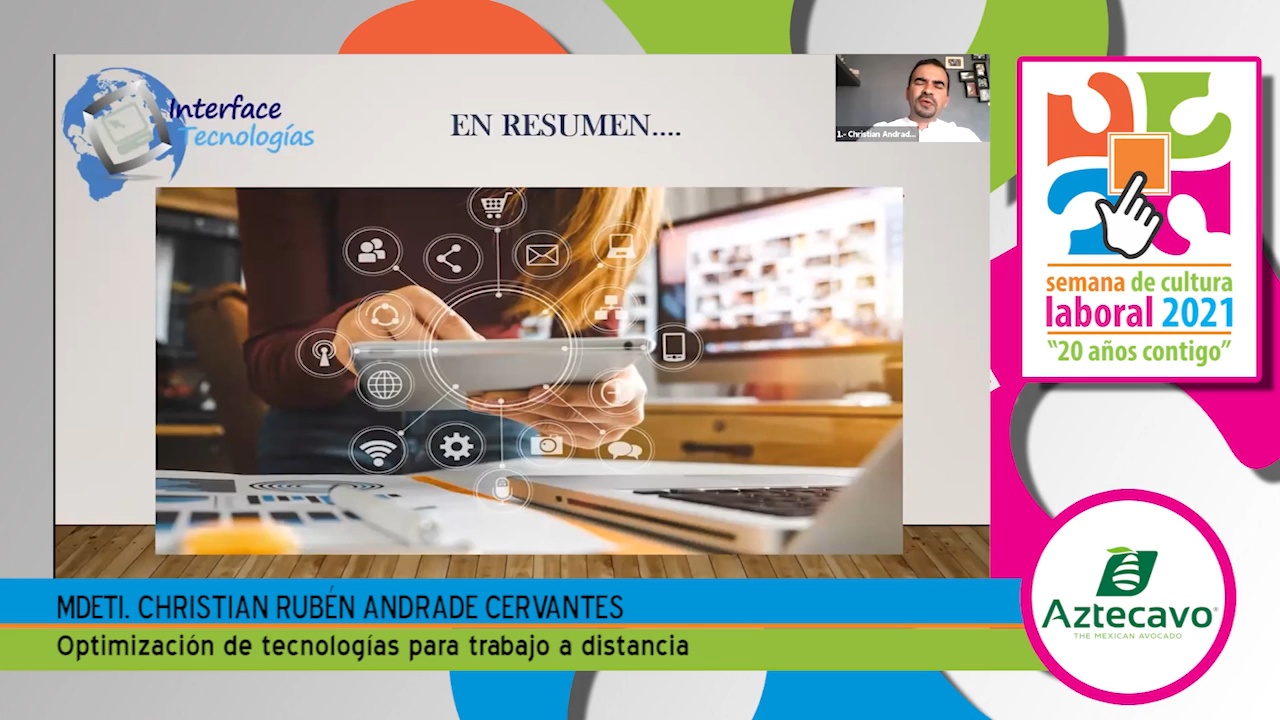 Interface
Tecnologías
EN RESUMEN....
1.- Christian Andrad...
semana de cultura
laboral 2021
“20 años contigo”
MDETI. CHRISTIAN RUBÉN ANDRADE CERVANTES
Optimización de tecnologías para trabajo a distancia
Aztecavo®
THE MEXICAN AVOCADO